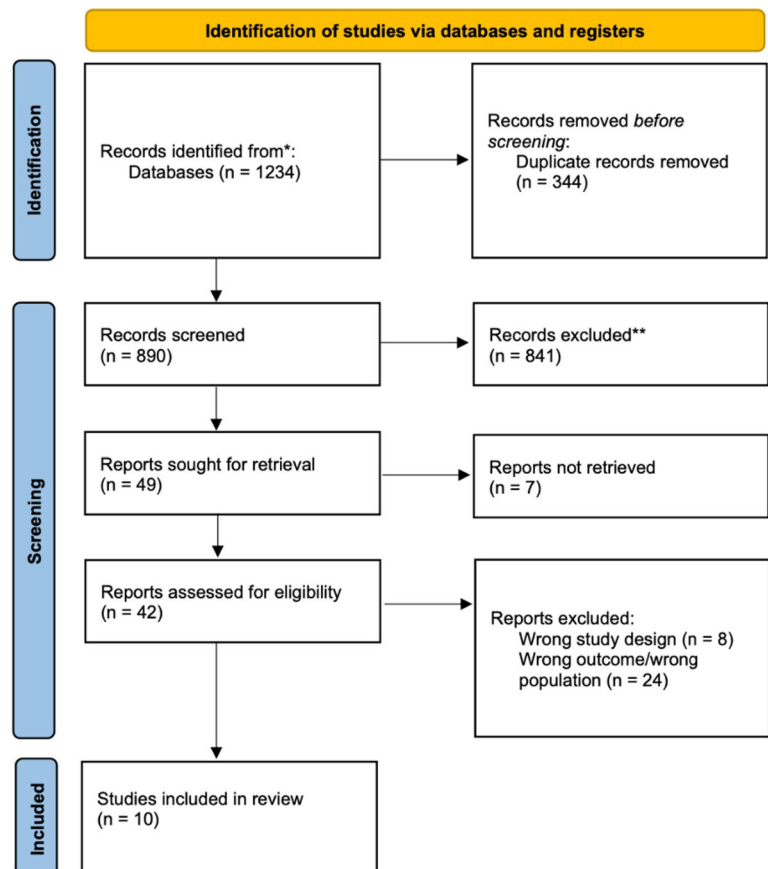 Identification of studies via databases and registers
Identification
Records identified from*:
Databases (n = 1234)
Records removed before
screening:
Duplicate records removed
(n = 344)
Screening
Records screened
(n = 890)
Records excluded**
(n = 841)
Reports sought for retrieval
(n = 49)
Reports not retrieved
(n = 7)
Reports assessed for eligibility
(n = 42)
Reports excluded:
Wrong study design (n = 8)
Wrong outcome/wrong
population (n = 24)
Included
Studies included in review
(n = 10)